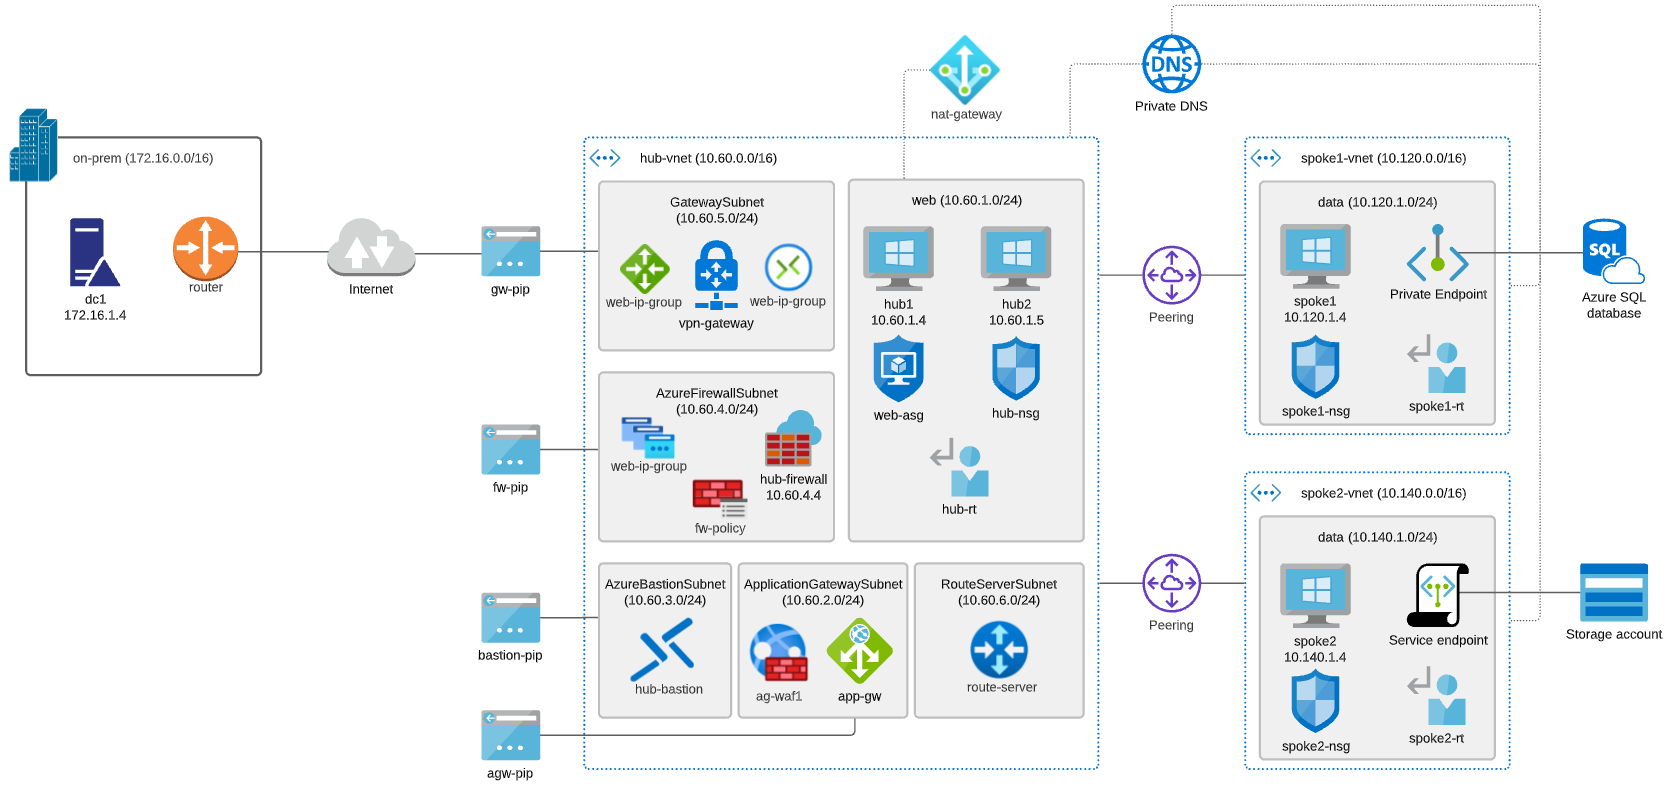 nat-gateway
DNS
Private DNS
on-prem (172.16.0.0/16)
dc1
172.16.1.4
router
Internet
gw-pip
fw-pip
bastion-pip
agw-pip
hub-vnet (10.60.0.0/16)
GatewaySubnet
(10.60.5.0/24)
web-ip-group
vpn-gateway
web-ip-group
AzureFirewallSubnet
(10.60.4.0/24)
web-ip-group
hub-firewall
10.60.4.4
fw-policy
AzureBastionSubnet
(10.60.3.0/24)
hub-bastion
ApplicationGatewaySubnet
(10.60.2.0/24)
ag-waf1
app-gw
RouteServerSubnet
(10.60.6.0/24)
route-server
web (10.60.1.0/24)
hub1
10.60.1.4
hub2
10.60.1.5
web-asg
hub-nsg
hub-rt
Peering
Peering
spoke1-vnet (10.120.0.0/16)
data (10.120.1.0/24)
spoke1
10.120.1.4
Private Endpoint
spoke1-nsg
spoke1-rt
SQL
Azure SQL
database
spoke2-vnet (10.140.0.0/16)
data (10.140.1.0/24)
spoke2
10.140.1.4
Service endpoint
spoke2-nsg
spoke2-rt
Storage account